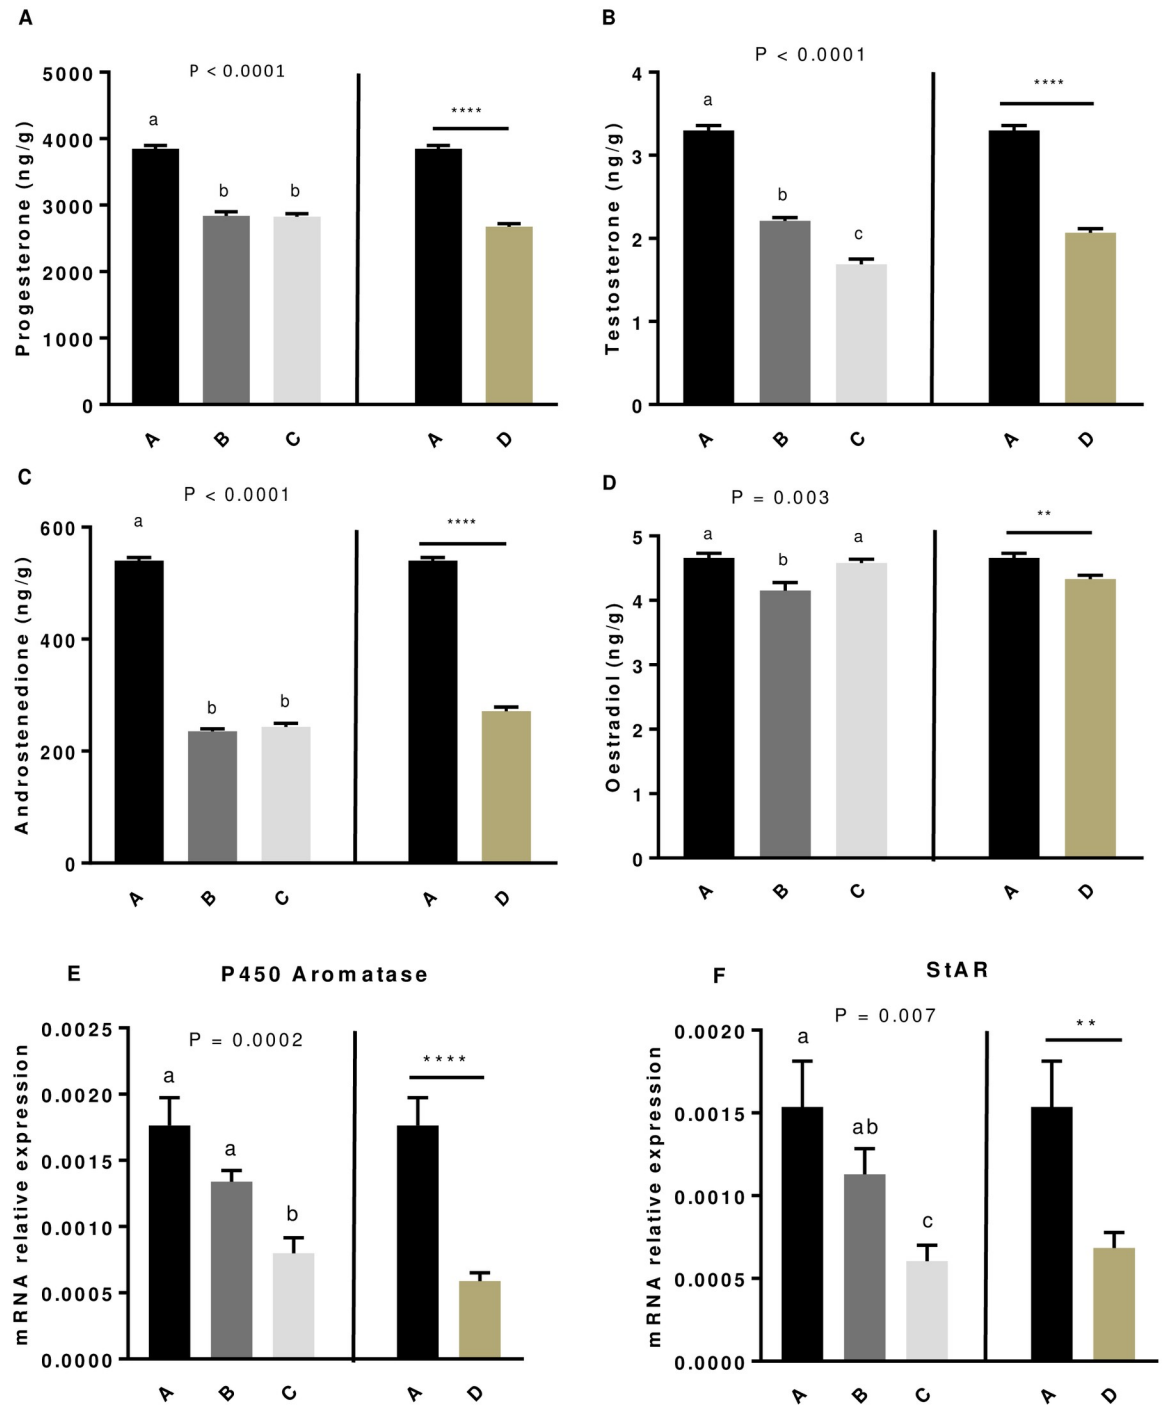 A
P < 0.0001
Progesterone (ng/g)
5000
4000
3000
2000
1000
0
a
b
b
****
A
B
C
A
D
B
P < 0.0001
Testosterone (ng/g)
4
3
2
1
0
a
b
c
****
A
B
C
A
D
C
P < 0.0001
Androstenedione (ng/g)
600
400
200
0
a
b
b
****
A
B
C
A
D
D
P = 0.003
Oestradiol (ng/g)
5
4
3
2
1
0
a
b
a
**
A
B
C
A
D
E
P450 Aromatase
P = 0.0002
mRNA relative expression
0.0025
0.0020
0.0015
0.0010
0.0005
0.0000
a
a
b
****
A
B
C
A
D
F
StAR
P = 0.007
mRNA relative expression
0.0020
0.0015
0.0010
0.0005
0.0000
a
ab
c
**
A
B
C
A
D